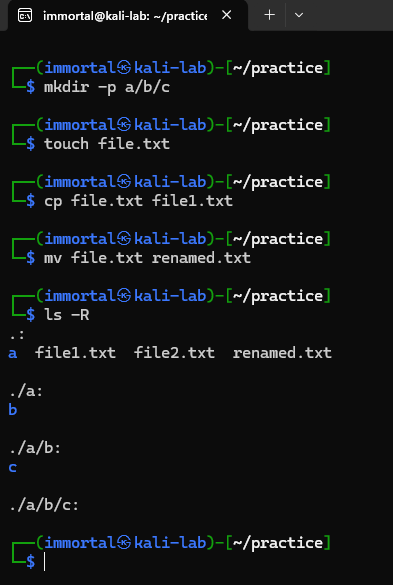 immortal@kali-lab: ~/practice
┌──(immortal㉿kali-lab)-[~/practice]
└─$ mkdir -p a/b/c
┌──(immortal㉿kali-lab)-[~/practice]
└─$ touch file.txt
┌──(immortal㉿kali-lab)-[~/practice]
└─$ cp file.txt file1.txt
┌──(immortal㉿kali-lab)-[~/practice]
└─$ mv file.txt renamed.txt
┌──(immortal㉿kali-lab)-[~/practice]
└─$ ls -R
.:
a  file1.txt  file2.txt  renamed.txt
./a:
b
./a/b:
c
./a/b/c:
┌──(immortal㉿kali-lab)-[~/practice]
└─$